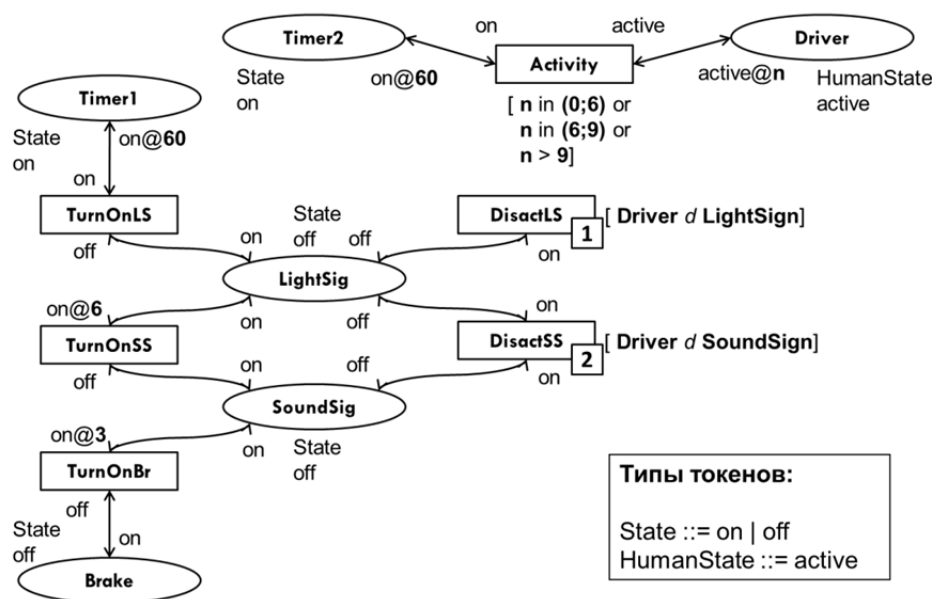 Timer2
on
active
Driver
State
on
on@60
Activity
active@n
HumanState
active
[ n in (0;6) or
n in (6;9) or
n > 9]
Timer1
State
on
on@60
on
TurnOnLS
off
on
State
off
off
DisactLS
1
[ Driver d LightSign]
on
LightSig
on@6
on
off
on
TurnOnSS
DisactSS
2
[ Driver d SoundSign]
off
on
off
on
SoundSig
on@3
on
State
off
TurnOnBr
off
State
off
on
Brake
Типы токенов:
State ::= on | off
HumanState ::= active